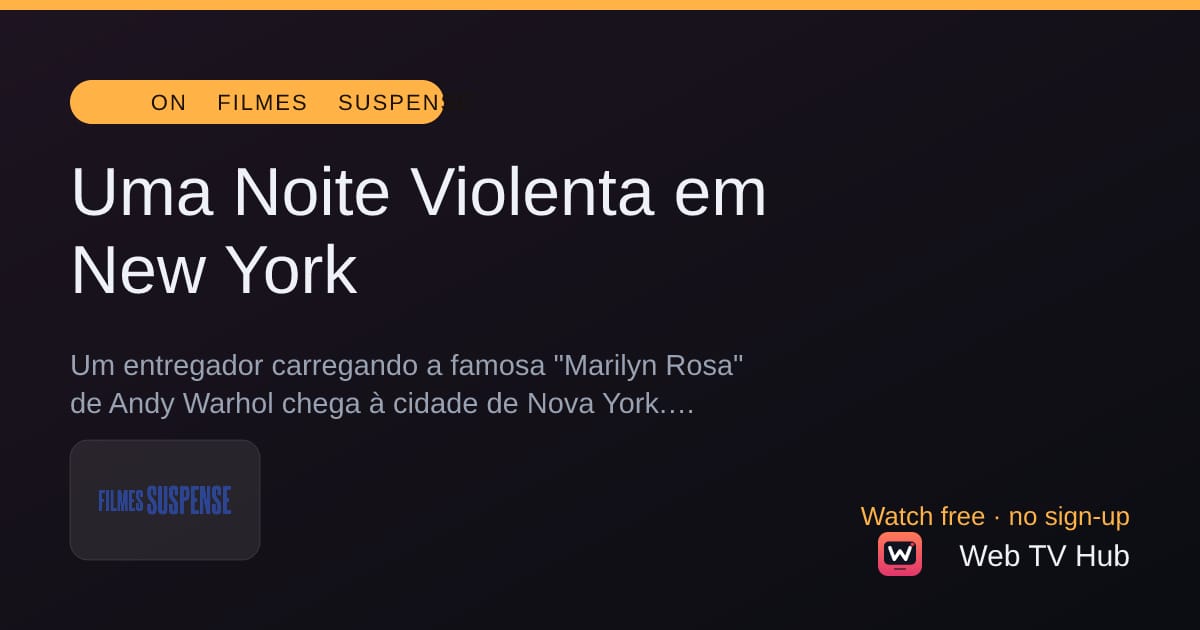 ON FILMES SUSPENSE
Uma Noite Violenta em
New York
Um entregador carregando a famosa "Marilyn Rosa"
de Andy Warhol chega à cidade de Nova York.…
FILMES SUSPENSE
Watch free · no sign-up
Web TV Hub